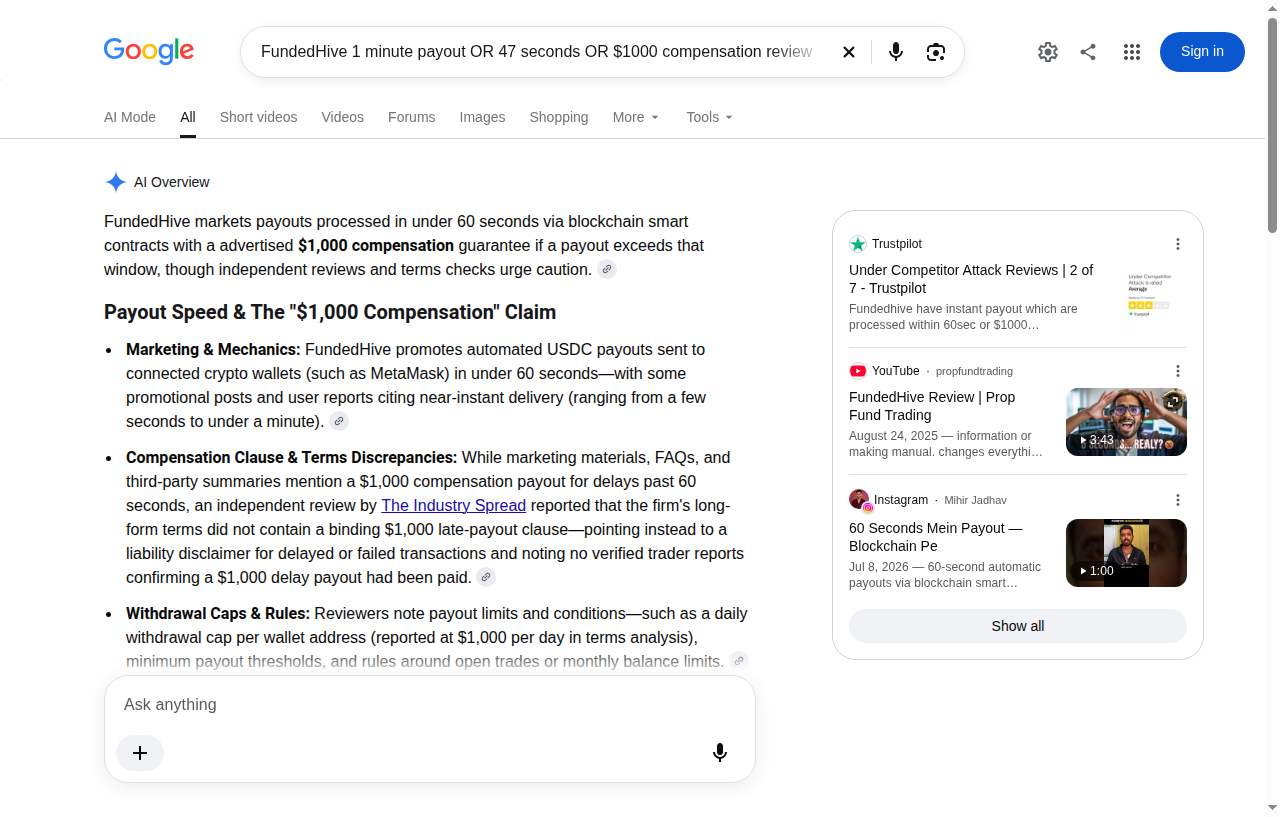 Google
FundedHive 1 minute payout OR 47 seconds OR $1000 compensation review
Sign in
AI Mode
All
Short videos
Videos
Forums
Images
Shopping
More
Tools
AI Overview
FundedHive markets payouts processed in under 60 seconds via blockchain smart
contracts with a advertised $1,000 compensation guarantee if a payout exceeds that
window, though independent reviews and terms checks urge caution.
Payout Speed & The "$1,000 Compensation" Claim
Marketing & Mechanics: FundedHive promotes automated USDC payouts sent to
connected crypto wallets (such as MetaMask) in under 60 seconds—with some
promotional posts and user reports citing near-instant delivery (ranging from a few
seconds to under a minute).
Compensation Clause & Terms Discrepancies: While marketing materials, FAQs, and
third-party summaries mention a $1,000 compensation payout for delays past 60
seconds, an independent review by The Industry Spread reported that the firm's long-
form terms did not contain a binding $1,000 late-payout clause—pointing instead to a
liability disclaimer for delayed or failed transactions and noting no verified trader reports
confirming a $1,000 delay payout had been paid.
Withdrawal Caps & Rules: Reviewers note payout limits and conditions—such as a daily
withdrawal cap per wallet address (reported at $1,000 per day in terms analysis),
minimum payout thresholds, and rules around open trades or monthly balance limits.
Ask anything
Trustpilot
Under Competitor Attack Reviews | 2 of
7 - Trustpilot
Fundedhive have instant payout which are
processed within 60sec or $1000…
Under Competitor
Attack is rated
Average
Trustpilot
YouTube · propfundtrading
FundedHive Review | Prop
Fund Trading
August 24, 2025 — information or
making manual. changes everythi…
3:43
Instagram · Mihir Jadhav
60 Seconds Mein Payout —
Blockchain Pe
Jul 8, 2026 — 60-second automatic
payouts via blockchain smart…
1:00
Show all